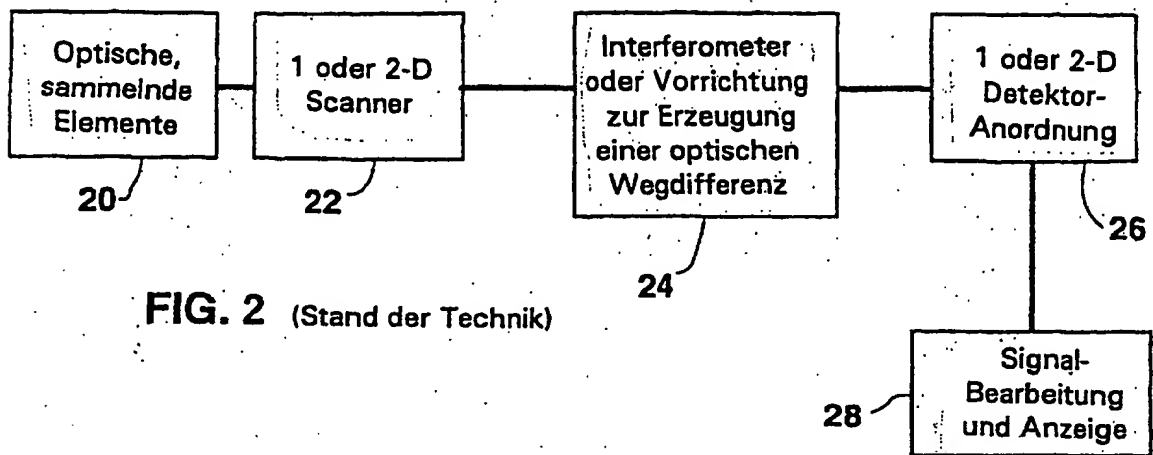 Optische,
sammelnde
Elemente
20
1 oder 2-D
Scanner
22
Interferometer
oder Vorrichtung
zur Erzeugung
einer optischen
Wegdifferenz
24
1 oder 2-D
Detektor-
Anordnung
26
Signal-
Bearbeitung
und Anzeige
28
FIG. 2 (Stand der Technik)